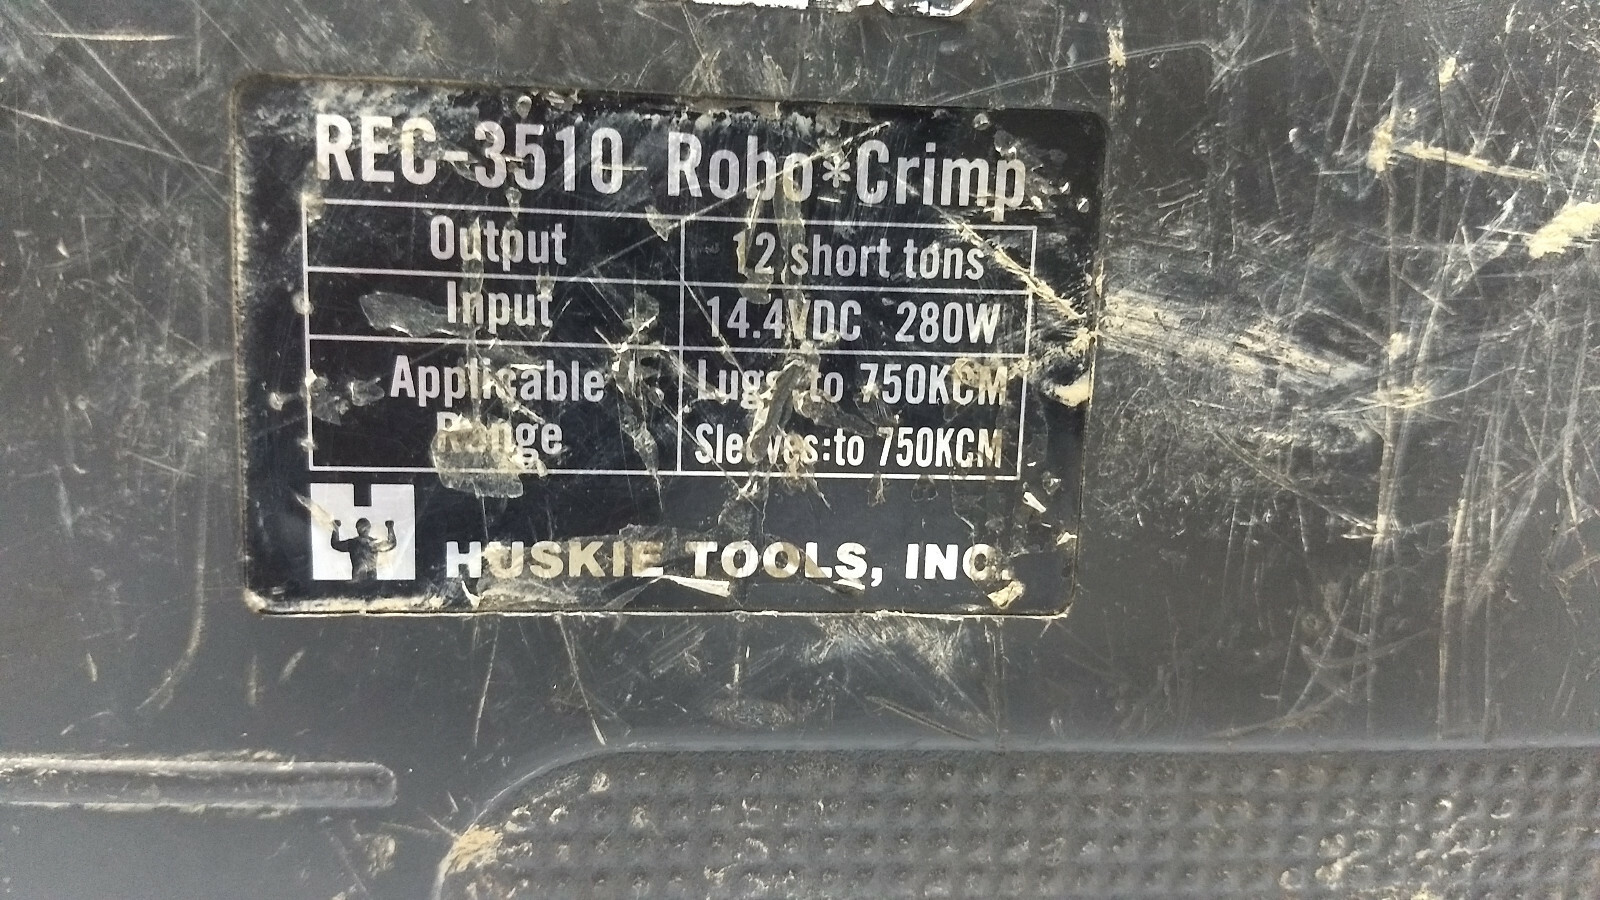 REC-3510 Robo*Crimp
Output 12 short tons
Input 14.4VDC 280W
Applicable Range Lugs:to 750KCM
Sleeves:to 750KCM
H
HUSKIE TOOLS, INC.